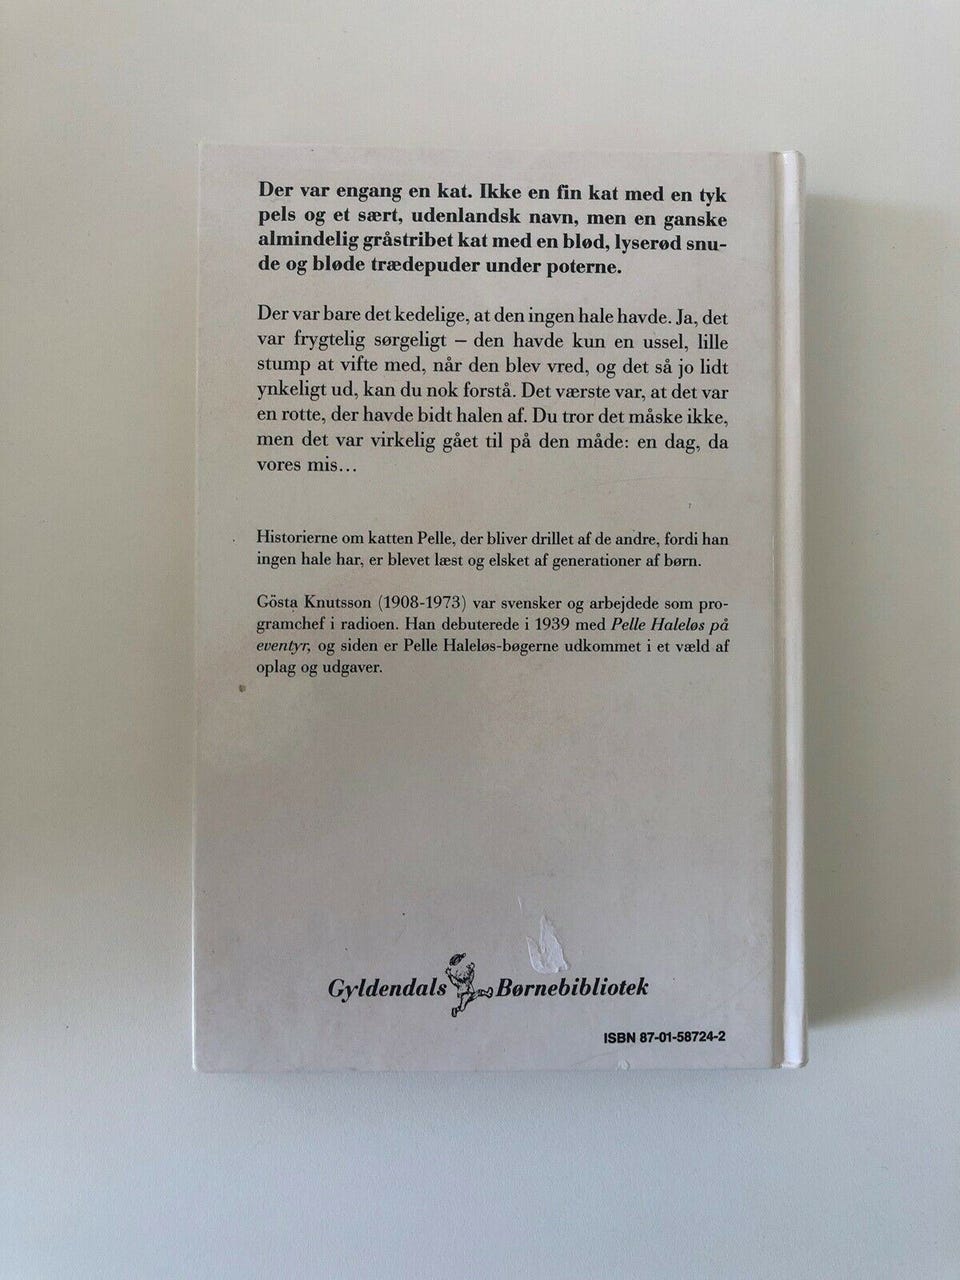 Der var engang en kat. Ikke en fin kat med en tyk
pels og et sært, udenlandsk navn, men en ganske
almindelig gråstribet kat med en blød, lyserød snu-
de og bløde trædepuder under poterne.
Der var bare det kedelige, at den ingen hale havde. Ja, det
var frygtelig sørgeligt – den havde kun en ussel, lille
stump at vifte med, når den blev vred, og det så jo lidt
ynkeligt ud, kan du nok forstå. Det værste var, at det var
en rotte, der havde bidt halen af. Du tror det måske ikke,
men det var virkelig gået til på den måde: en dag, da
vores mis...
Historierne om katten Pelle, der bliver drillet af de andre, fordi han
ingen hale har, er blevet læst og elsket af generationer af børn.
Gösta Knutsson (1908-1973) var svensker og arbejdede som pro-
gramchef i radioen. Han debuterede i 1939 med Pelle Haleløs på
eventyr, og siden er Pelle Haleløs-bøgerne udkommet i et væld af
oplag og udgaver.
Gyldendals Børnebibliotek
ISBN 87-01-58724-2